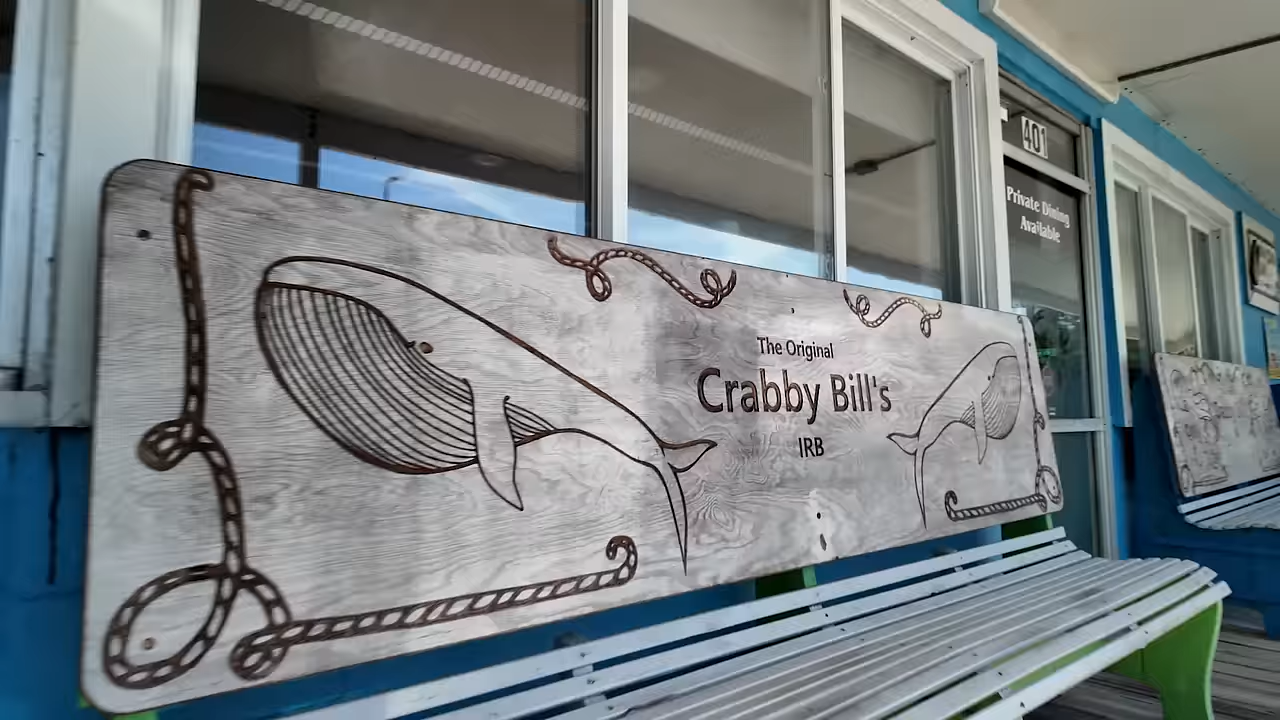 The Original
Crabby Bill's
IRB
401
Private Dining
Available